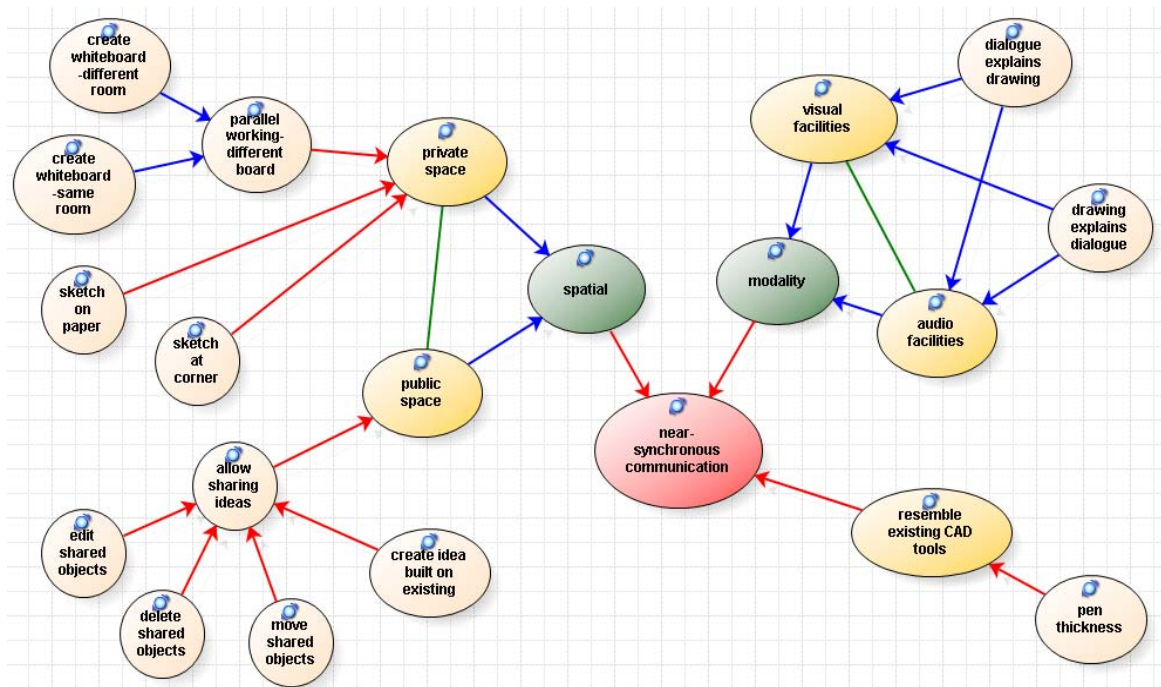 create
whiteboard
-different
room
create
whiteboard
-same
room
parallel
working-
different
board
sketch
on
paper
sketch
at
corner
private
space
public
space
spatial
allow
sharing
ideas
edit
shared
objects
delete
shared
objects
move
shared
objects
create idea
built on
existing
dialogue
explains
drawing
visual
facilities
drawing
explains
dialogue
modality
audio
facilities
near-
synchronous
communication
resemble
existing CAD
tools
pen
thickness